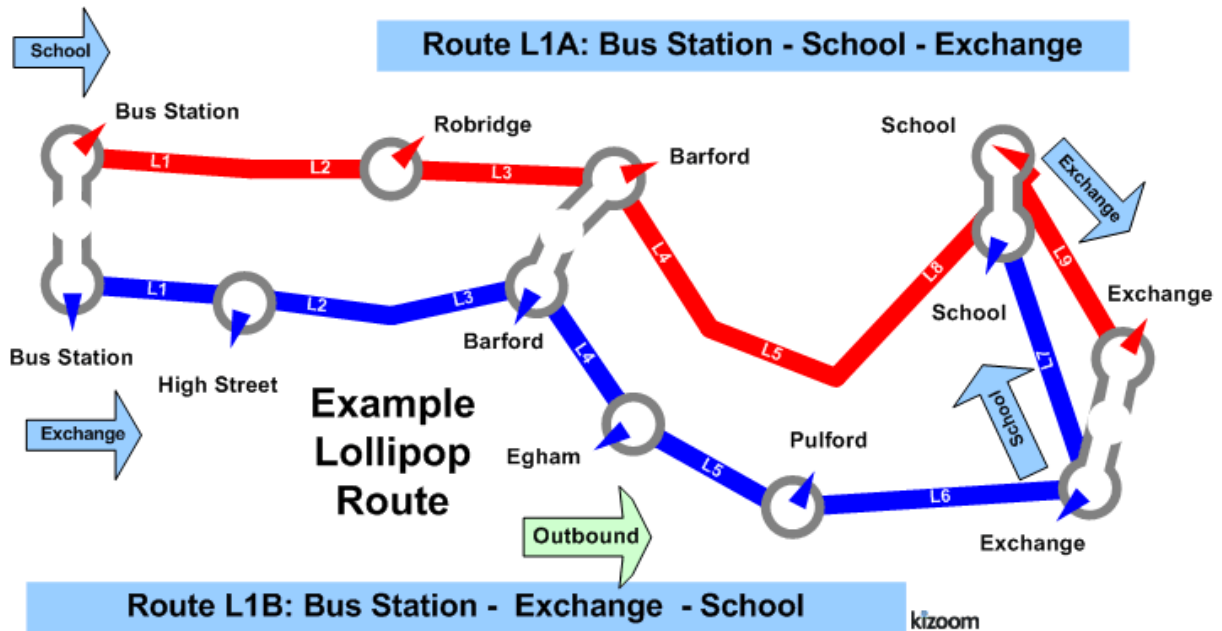 Route L1A: Bus Station - School - Exchange
School
Bus Station
Robridge
Barford
School
Exchange
L1
L2
L3
L4
L5
L8
L9
Exchange
L1
L2
L3
L4
L5
L6
L7
Bus Station
High Street
Barford
School
Egham
Pulford
School
Exchange
Exchange
Example
Lollipop
Route
Outbound
Route L1B: Bus Station -  Exchange  - School
kizoom